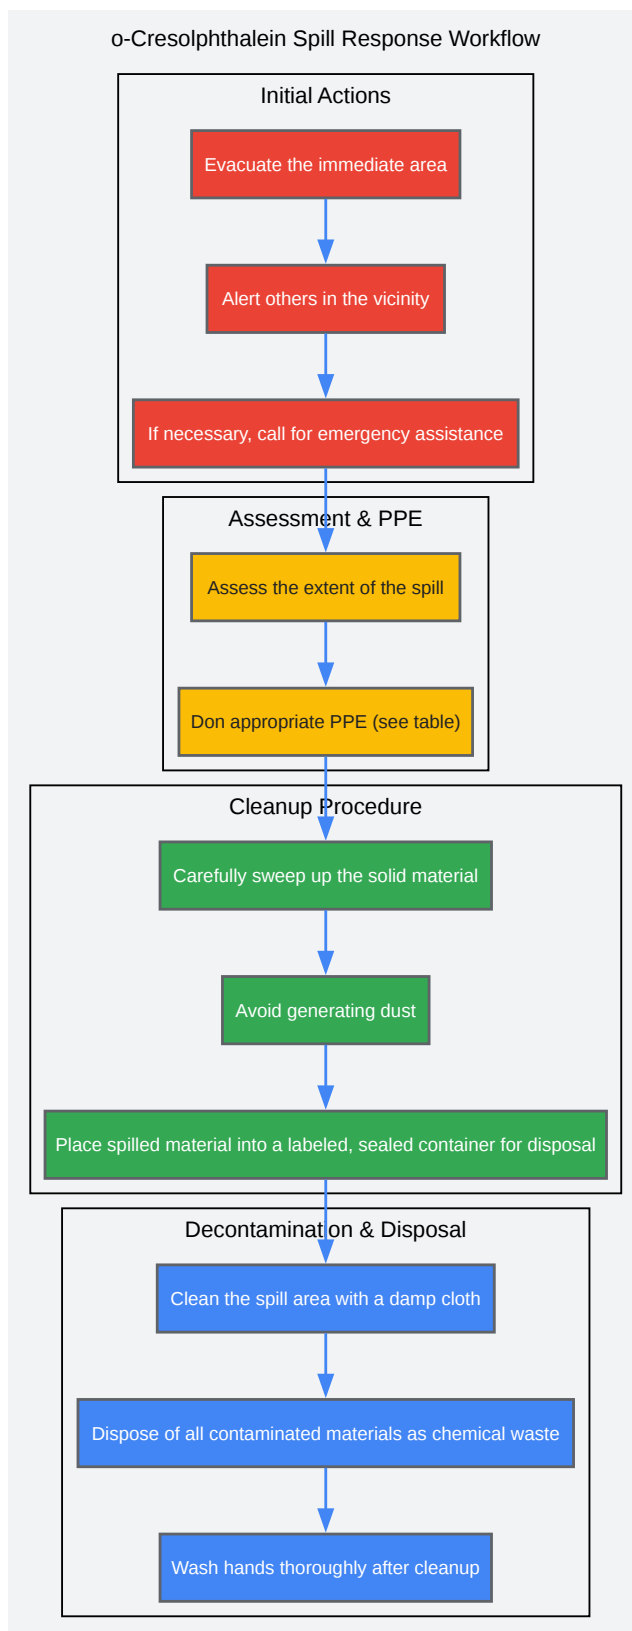 o-Cresolphthalein Spill Response Workflow
Initial Actions
Evacuate the immediate area
Alert others in the vicinity
If necessary, call for emergency assistance
Assessment & PPE
Assess the extent of the spill
Don appropriate PPE (see table)
Cleanup Procedure
Carefully sweep up the solid material
Avoid generating dust
Place spilled material into a labeled, sealed container for disposal
Decontamination & Disposal
Clean the spill area with a damp cloth
Dispose of all contaminated materials as chemical waste
Wash hands thoroughly after cleanup